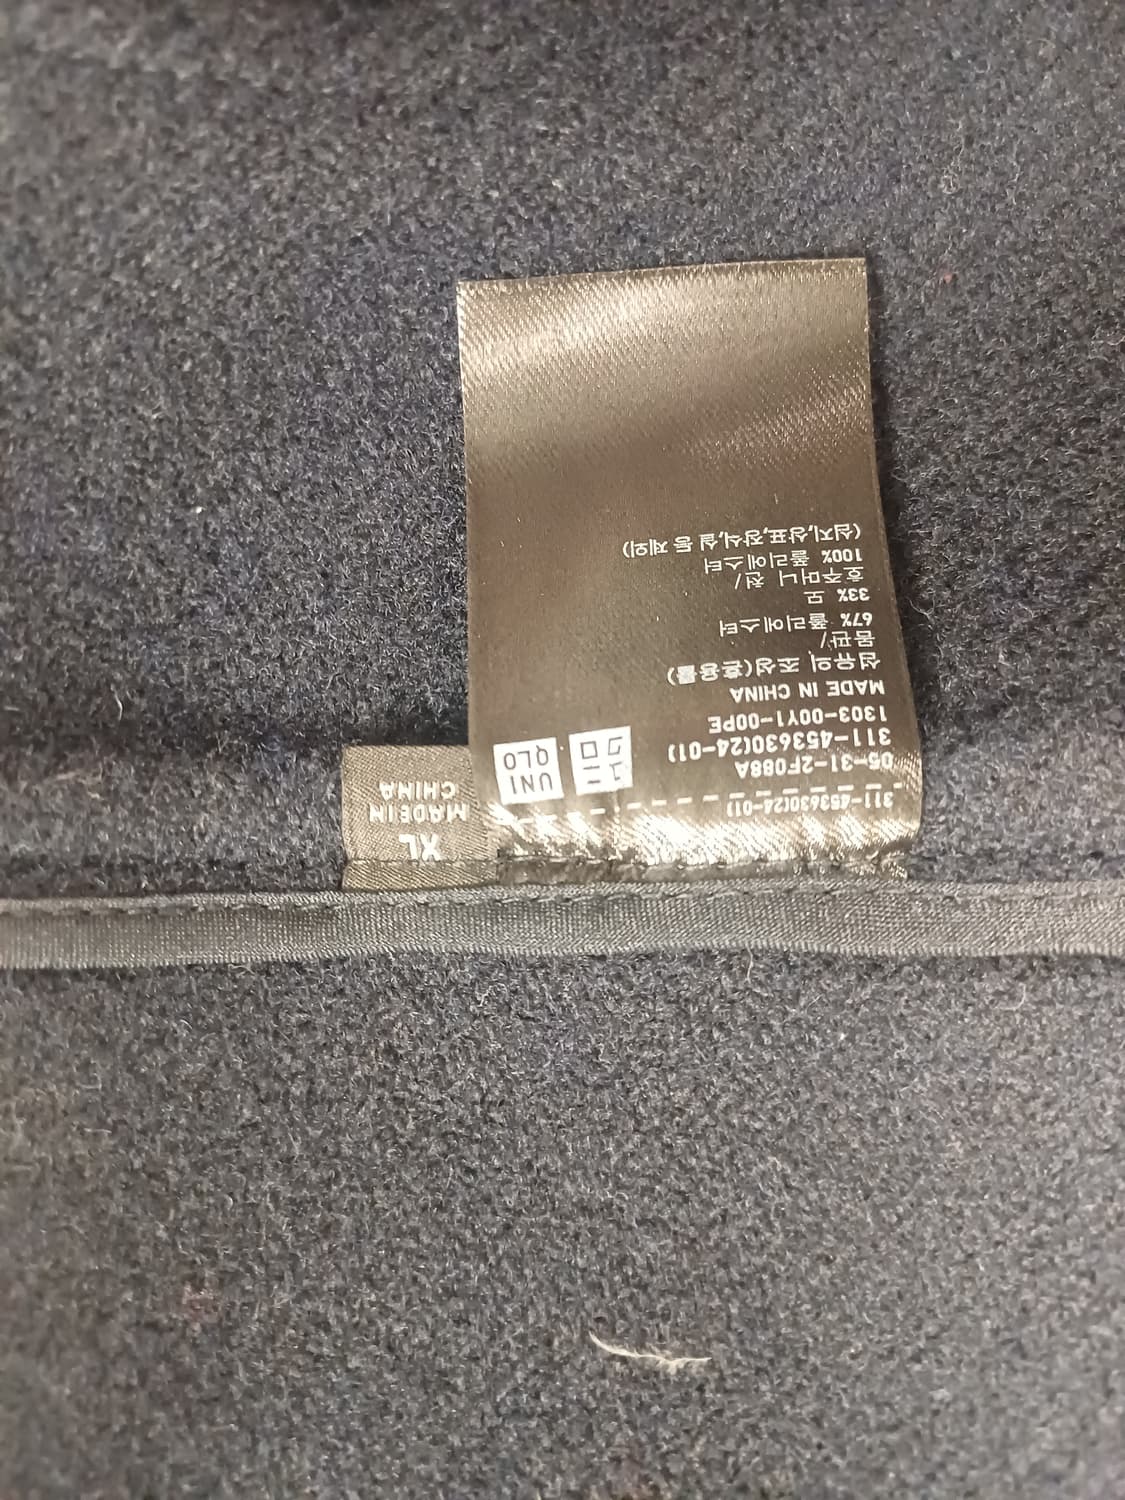 311-453630(24-01)
05-31-2F088A
311-453630(24-01)
1303-00Y1-00PE
MADE IN CHINA
섬유의 조성(혼용률)
몸판/
67% 폴리에스터
33% 모
호주머니 천/
100% 폴리에스터
(심지,상표,장식,실 등 제외)
ユニ
クロ
UNI
QLO
XL
MADE IN
CHINA